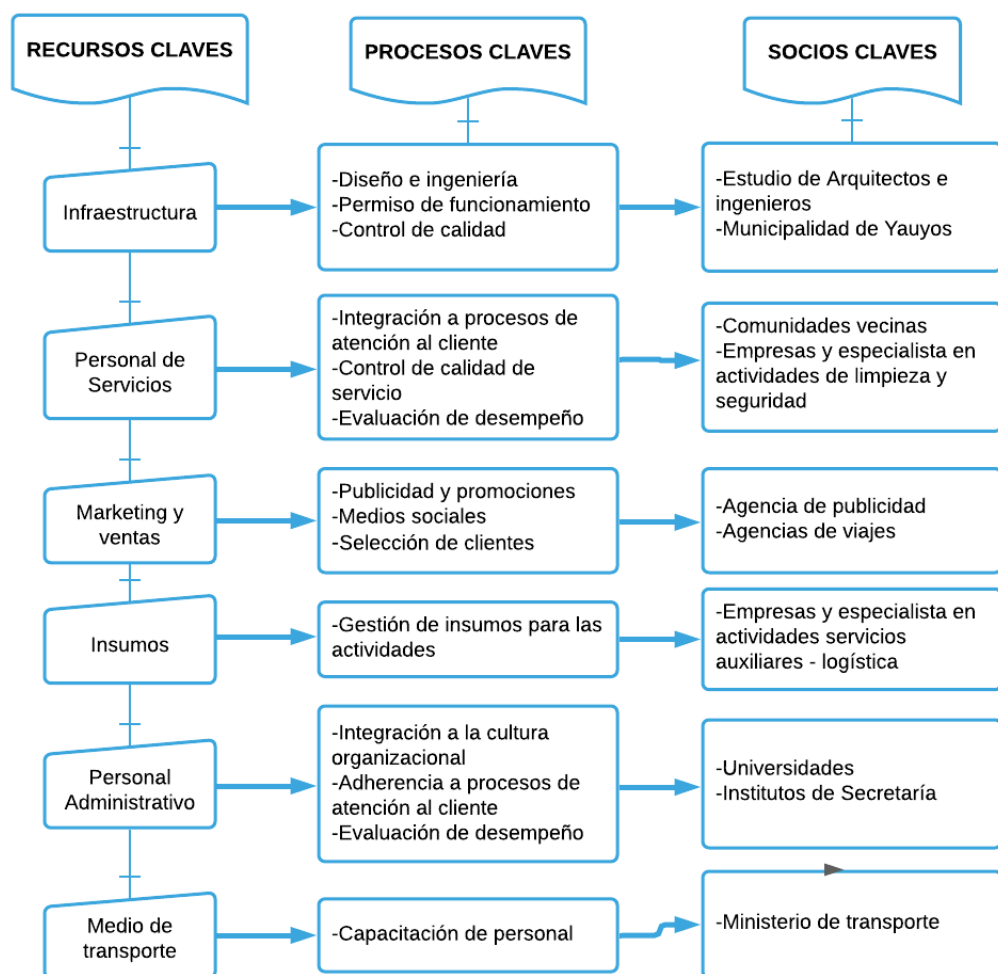 RECURSOS CLAVES
PROCESOS CLAVES
SOCIOS CLAVES
Infraestructura
-Diseño e ingeniería
-Permiso de funcionamiento
-Control de calidad
-Estudio de Arquitectos e
ingenieros
-Municipalidad de Yauyos
Personal de
Servicios
-Integración a procesos de
atención al cliente
-Control de calidad de
servicio
-Evaluación de desempeño
-Comunidades vecinas
-Empresas y especialista en
actividades de limpieza y
seguridad
Marketing y
ventas
-Publicidad y promociones
-Medios sociales
-Selección de clientes
-Agencia de publicidad
-Agencias de viajes
Insumos
-Gestión de insumos para las
actividades
-Empresas y especialista en
actividades servicios
auxiliares - logística
Personal
Administrativo
-Integración a la cultura
organizacional
-Adherencia a procesos de
atención al cliente
-Evaluación de desempeño
-Universidades
-Institutos de Secretaría
Medio de
transporte
-Capacitación de personal
-Ministerio de transporte